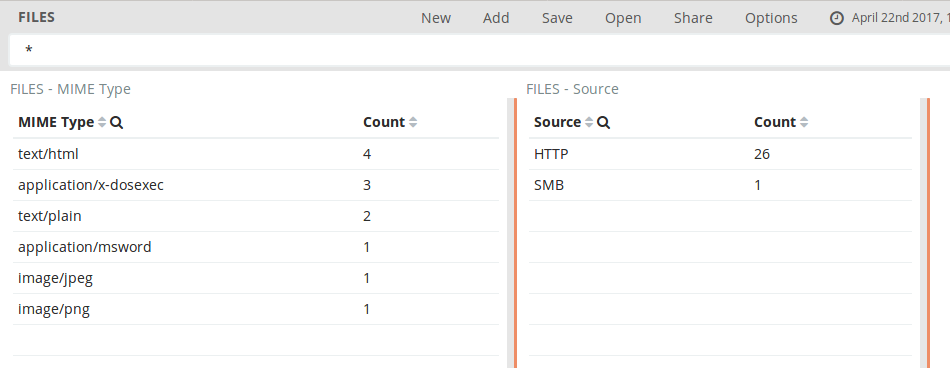 FILES New Add Save Open Share Options April 22nd 2017,
*
FILES - MIME Type FILES - Source
MIME Type Count Source Count
text/html 4 HTTP 26
application/x-dosexec 3 SMB 1
text/plain 2
application/msword 1
image/jpeg 1
image/png 1